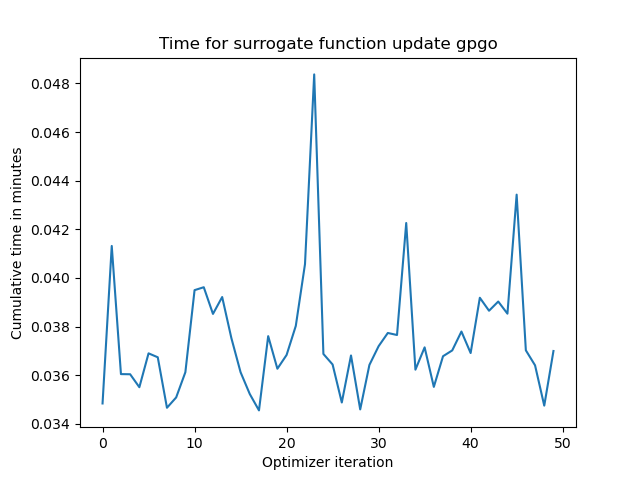 Time for surrogate function update gpgo
Cumulative time in minutes
0.048
0.046
0.044
0.042
0.040
0.038
0.036
0.034
0 10 20 30 40 50
Optimizer iteration